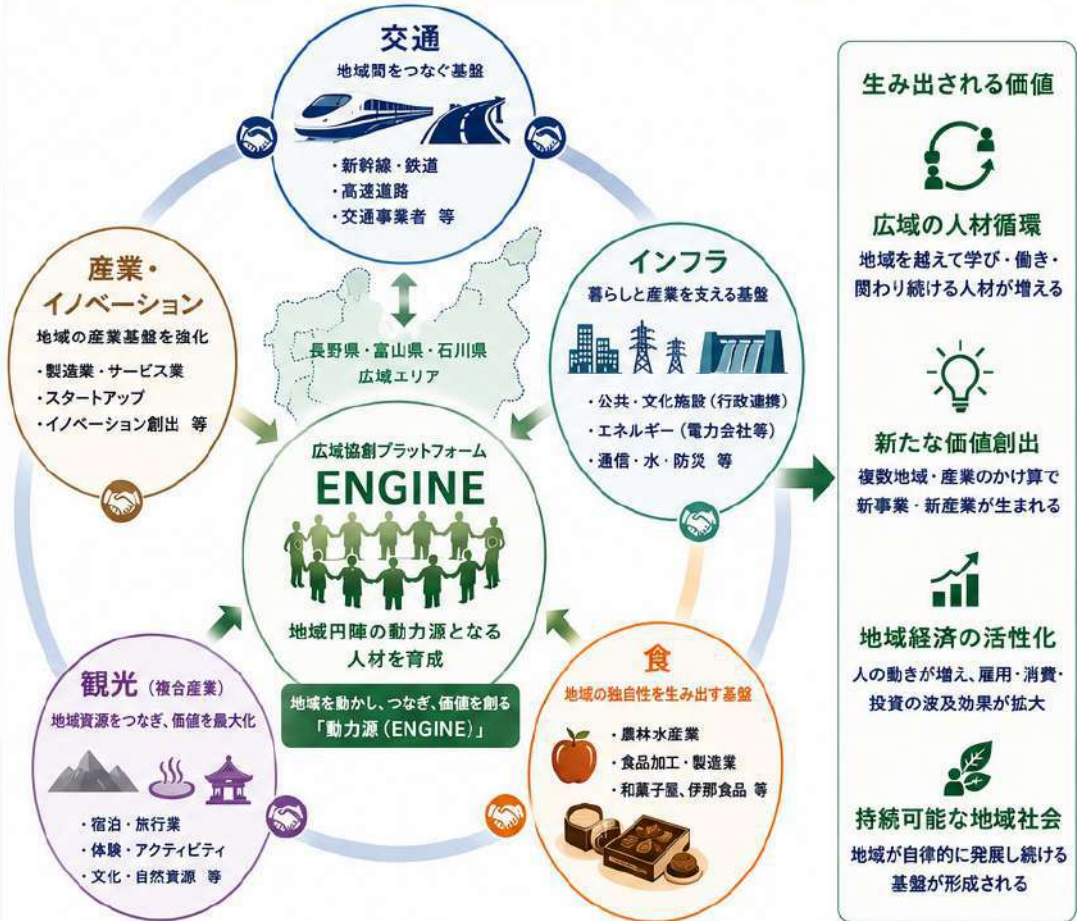 交通
地域間をつなぐ基盤
・新幹線・鉄道
・高速道路
・交通事業者 等
産業・
イノベーション
地域の産業基盤を強化
・製造業・サービス業
・スタートアップ
・イノベーション創出 等
長野県・富山県・石川県
広域エリア
インフラ
暮らしと産業を支える基盤
・公共・文化施設(行政連携)
・エネルギー(電力会社等)
・通信・水・防災 等
広域協創プラットフォーム
ENGINE
地域円陣の動力源となる
人材を育成
地域を動かし、つなぎ、価値を創る
「動力源(ENGINE)」
観光(複合産業)
地域資源をつなぎ、価値を最大化
・宿泊・旅行業
・体験・アクティビティ
・文化・自然資源 等
食
地域の独自性を生み出す基盤
・農林水産業
・食品加工・製造業
・和菓子屋、伊那食品 等
生み出される価値
広域の人材循環
地域を越えて学び・働き・
関わり続ける人材が増える
新たな価値創出
複数地域・産業のかけ算で
新事業・新産業が生まれる
地域経済の活性化
人の動きが増え、雇用・消費・
投資の波及効果が拡大
持続可能な地域社会
地域が自律的に発展し続ける
基盤が形成される